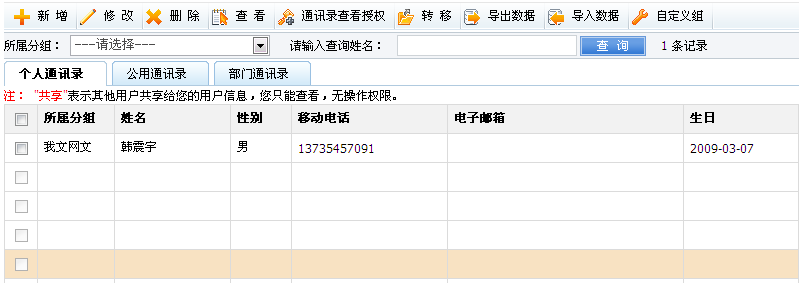 新 增 修 改 删 除 查 看 通讯录查看授权 转 移 导出数据 导入数据 自定义组
所属分组： ---请选择--- 请输入查询姓名： 查 询 1 条记录
个人通讯录 公用通讯录 部门通讯录
注： "共享"表示其他用户共享给您的用户信息，您只能查看，无操作权限。
所属分组 姓名 性别 移动电话 电子邮箱 生日
我文网文 韩震宇 男 13735457091 2009-03-07